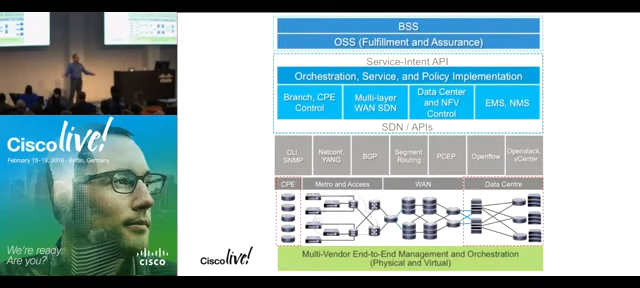 Cisco live!
February 15-19, 2016 • Berlin, Germany
We're ready.
Are you?
CISCO
BSS
OSS (Fulfillment and Assurance)
Service-Intent API
Orchestration, Service, and Policy Implementation
Branch, CPE
Control
Multi-layer
WAN SDN
Data Center
and NFV
Control
EMS, NMS
SDN / APIs
CLI,
SNMP
Netconf,
YANG
BGP
Segment
Routing
PCEP
Openflow
Openstack,
vCenter
CPE
Metro and Access
WAN
Data Centre
Multi-Vendor End-to-End Management and Orchestration
(Physical and Virtual)
Cisco live!